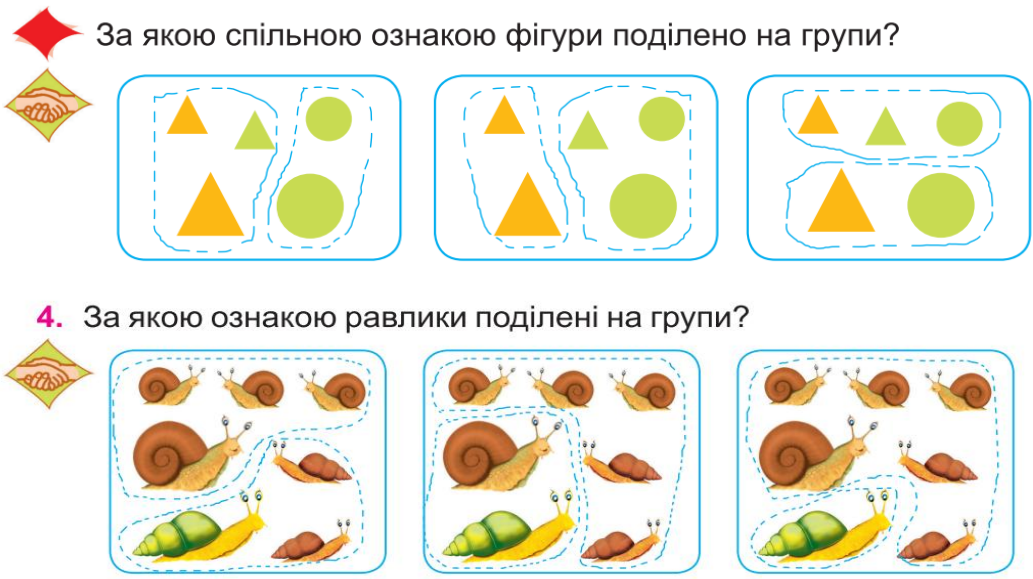 За якою спільною ознакою фігури поділено на групи?
4. За якою ознакою равлики поділені на групи?